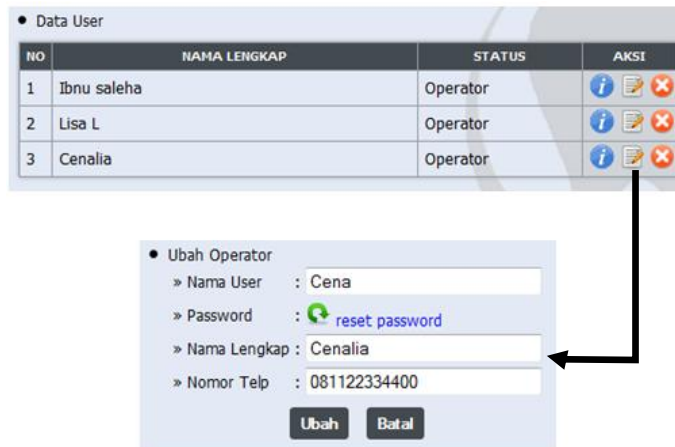 Data User
NO NAMA LENGKAP STATUS AKSI
1 Ibnu saleha Operator
2 Lisa L Operator
3 Cenalia Operator
Ubah Operator
» Nama User : Cena
» Password : reset password
» Nama Lengkap : Cenalia
» Nomor Telp : 081122334400
Ubah Batal